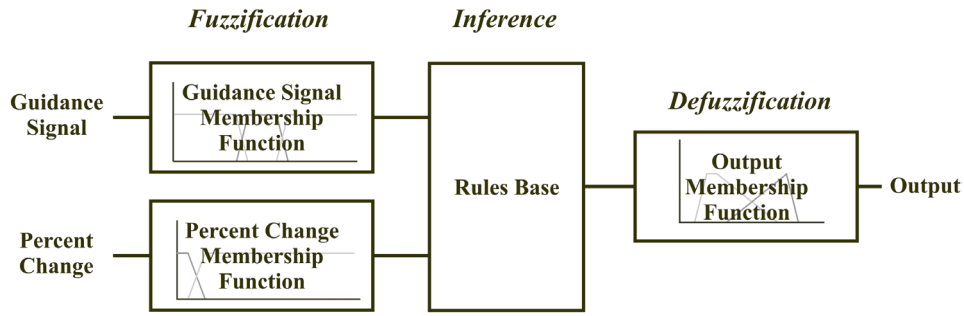 Fuzzification
Inference
Guidance
Signal
Guidance Signal
Membership
Function
Defuzzification
Rules Base
Output
Membership
Function
Output
Percent
Change
Percent Change
Membership
Function